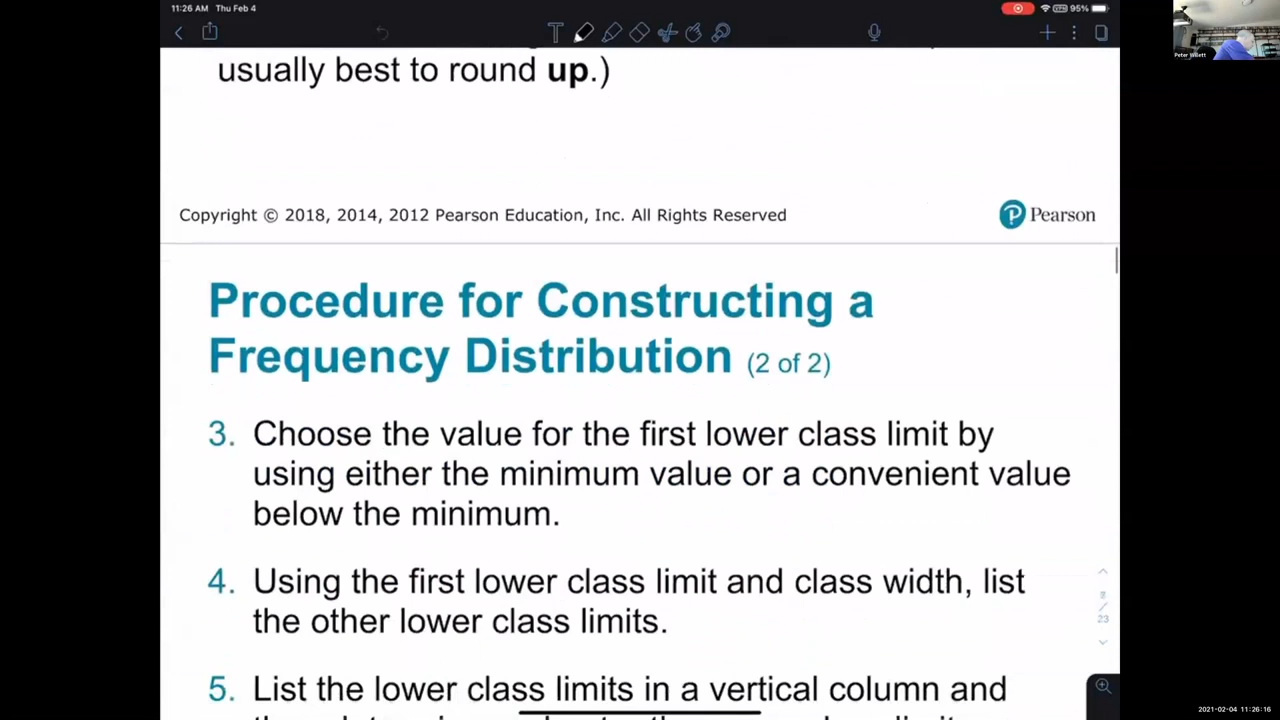 11:26 AM Thu Feb 4
95%
usually best to round up.)
Copyright © 2018, 2014, 2012 Pearson Education, Inc. All Rights Reserved
Pearson
Procedure for Constructing a
Frequency Distribution (2 of 2)
3. Choose the value for the first lower class limit by
using either the minimum value or a convenient value
below the minimum.
4. Using the first lower class limit and class width, list
the other lower class limits.
5. List the lower class limits in a vertical column and
23
2021-02-04 11:26:16